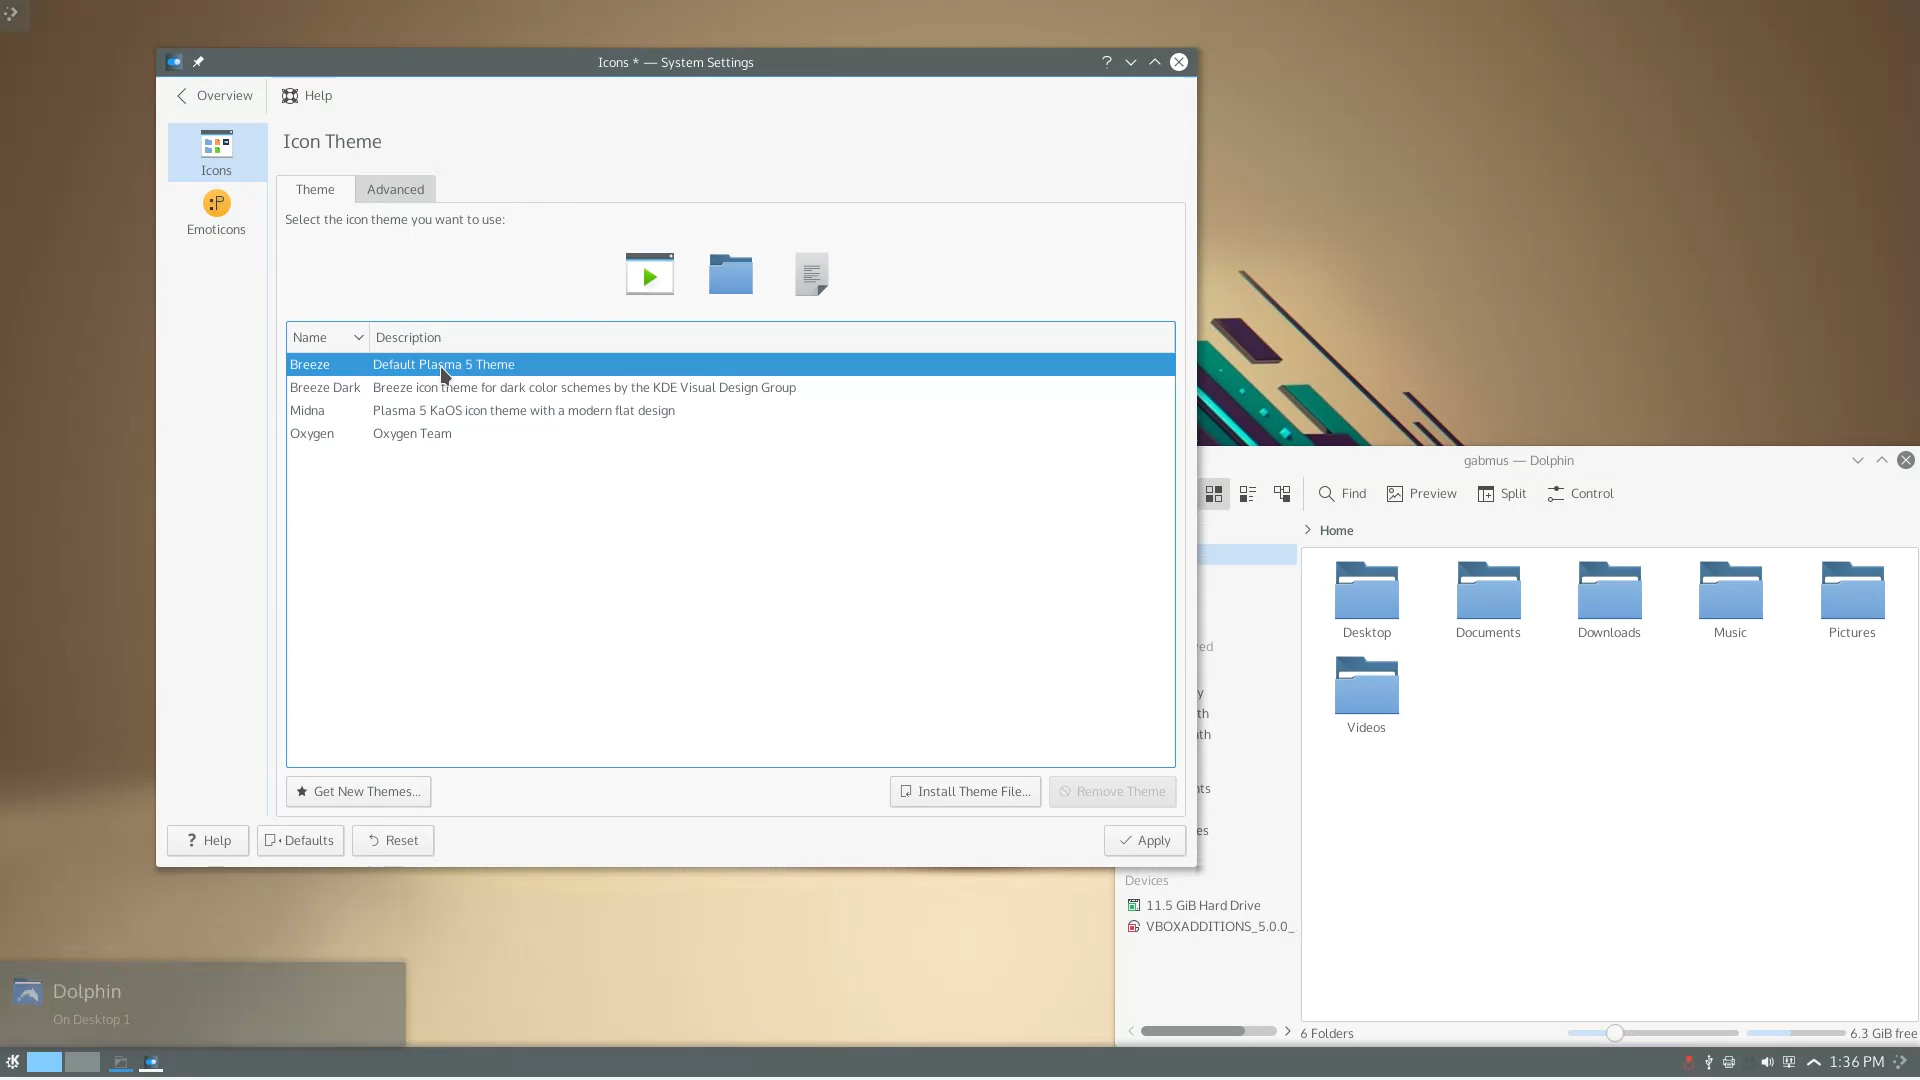 Icons * — System Settings
?
Overview
Help
Icons
:P
Emoticons
Icon Theme
Theme
Advanced
Select the icon theme you want to use:
Name
Description
Breeze
Default Plasma 5 Theme
Breeze Dark
Breeze icon theme for dark color schemes by the KDE Visual Design Group
Midna
Plasma 5 KaOS icon theme with a modern flat design
Oxygen
Oxygen Team
Get New Themes...
Install Theme File...
Remove Theme
? Help
Defaults
Reset
Apply
gabmus — Dolphin
Find
Preview
Split
Control
> Home
Desktop
Documents
Downloads
Music
Pictures
Videos
Devices
11.5 GiB Hard Drive
VBOXADDITIONS_5.0.0_
6 Folders
6.3 GiB free
Dolphin
On Desktop 1
1:36 PM